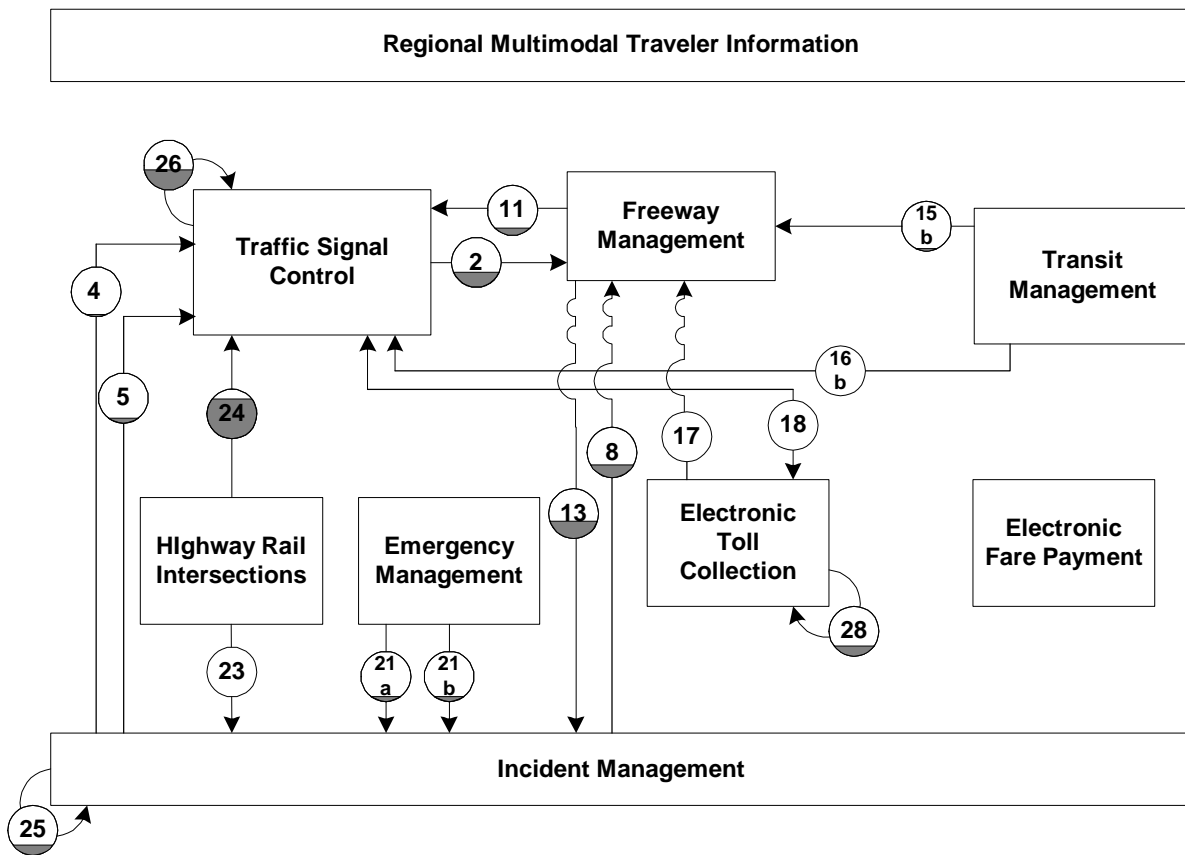 Regional Multimodal Traveler Information
26
11
Freeway
Management
15
b
Traffic Signal
Control
2
Transit
Management
4
16
b
5
24
17
18
8
HIghway Rail
Intersections
Emergency
Management
13
Electronic
Toll
Collection
Electronic
Fare Payment
28
23
21
a
21
b
Incident Management
25